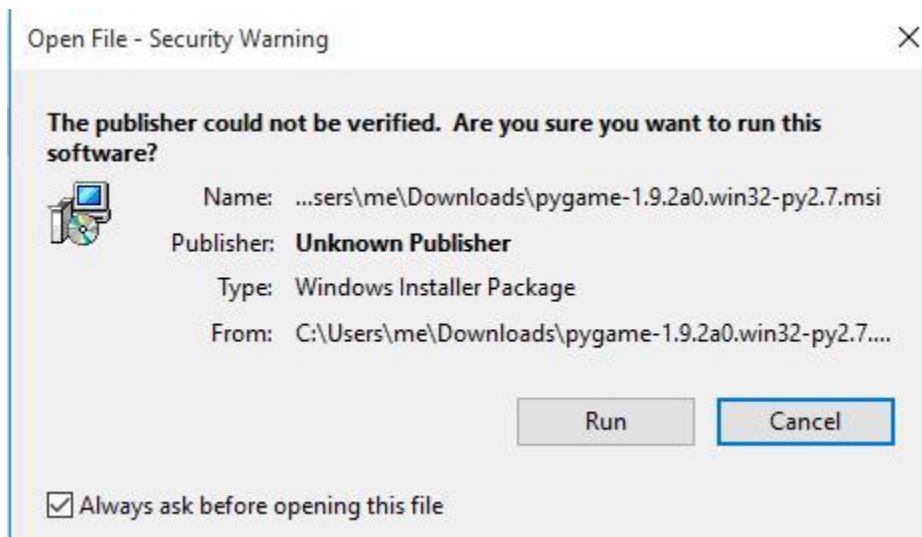 Open File - Security Warning
The publisher could not be verified.  Are you sure you want to run this
software?
Name: ...sers\me\Downloads\pygame-1.9.2a0.win32-py2.7.msi
Publisher: Unknown Publisher
Type: Windows Installer Package
From: C:\Users\me\Downloads\pygame-1.9.2a0.win32-py2.7....
Run Cancel
Always ask before opening this file